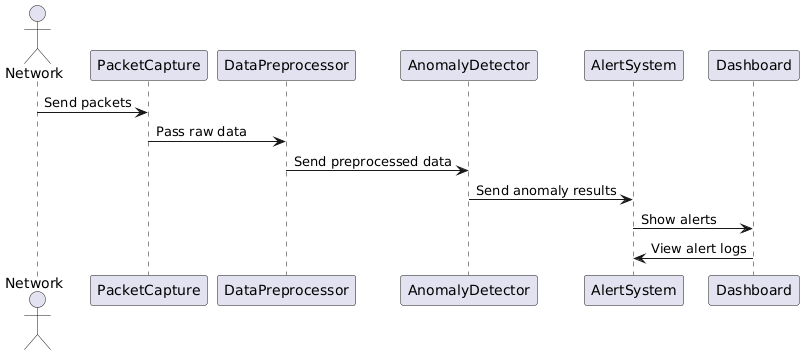 Network
PacketCapture
DataPreprocessor
AnomalyDetector
AlertSystem
Dashboard
Send packets
Pass raw data
Send preprocessed data
Send anomaly results
Show alerts
View alert logs
Network
PacketCapture
DataPreprocessor
AnomalyDetector
AlertSystem
Dashboard